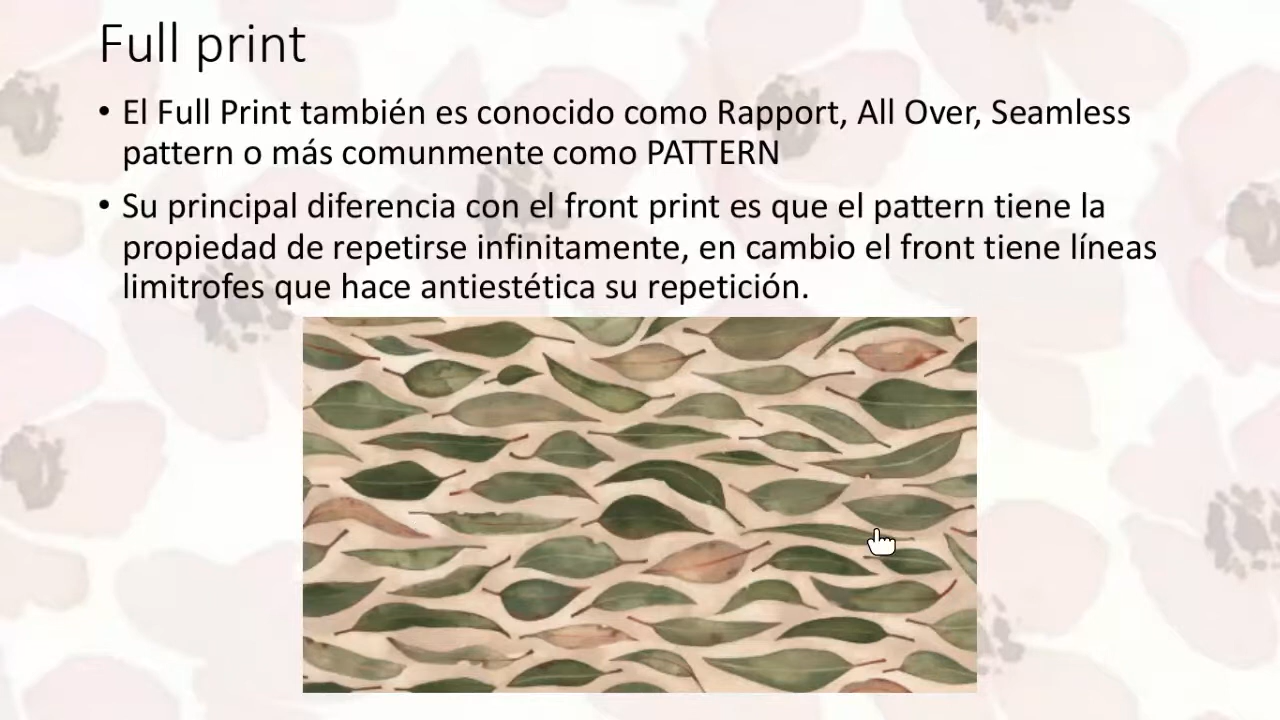 Full print
• El Full Print también es conocido como Rapport, All Over, Seamless
pattern o más comunmente como PATTERN
• Su principal diferencia con el front print es que el pattern tiene la
propiedad de repetirse infinitamente, en cambio el front tiene líneas
limitrofes que hace antiestética su repetición.